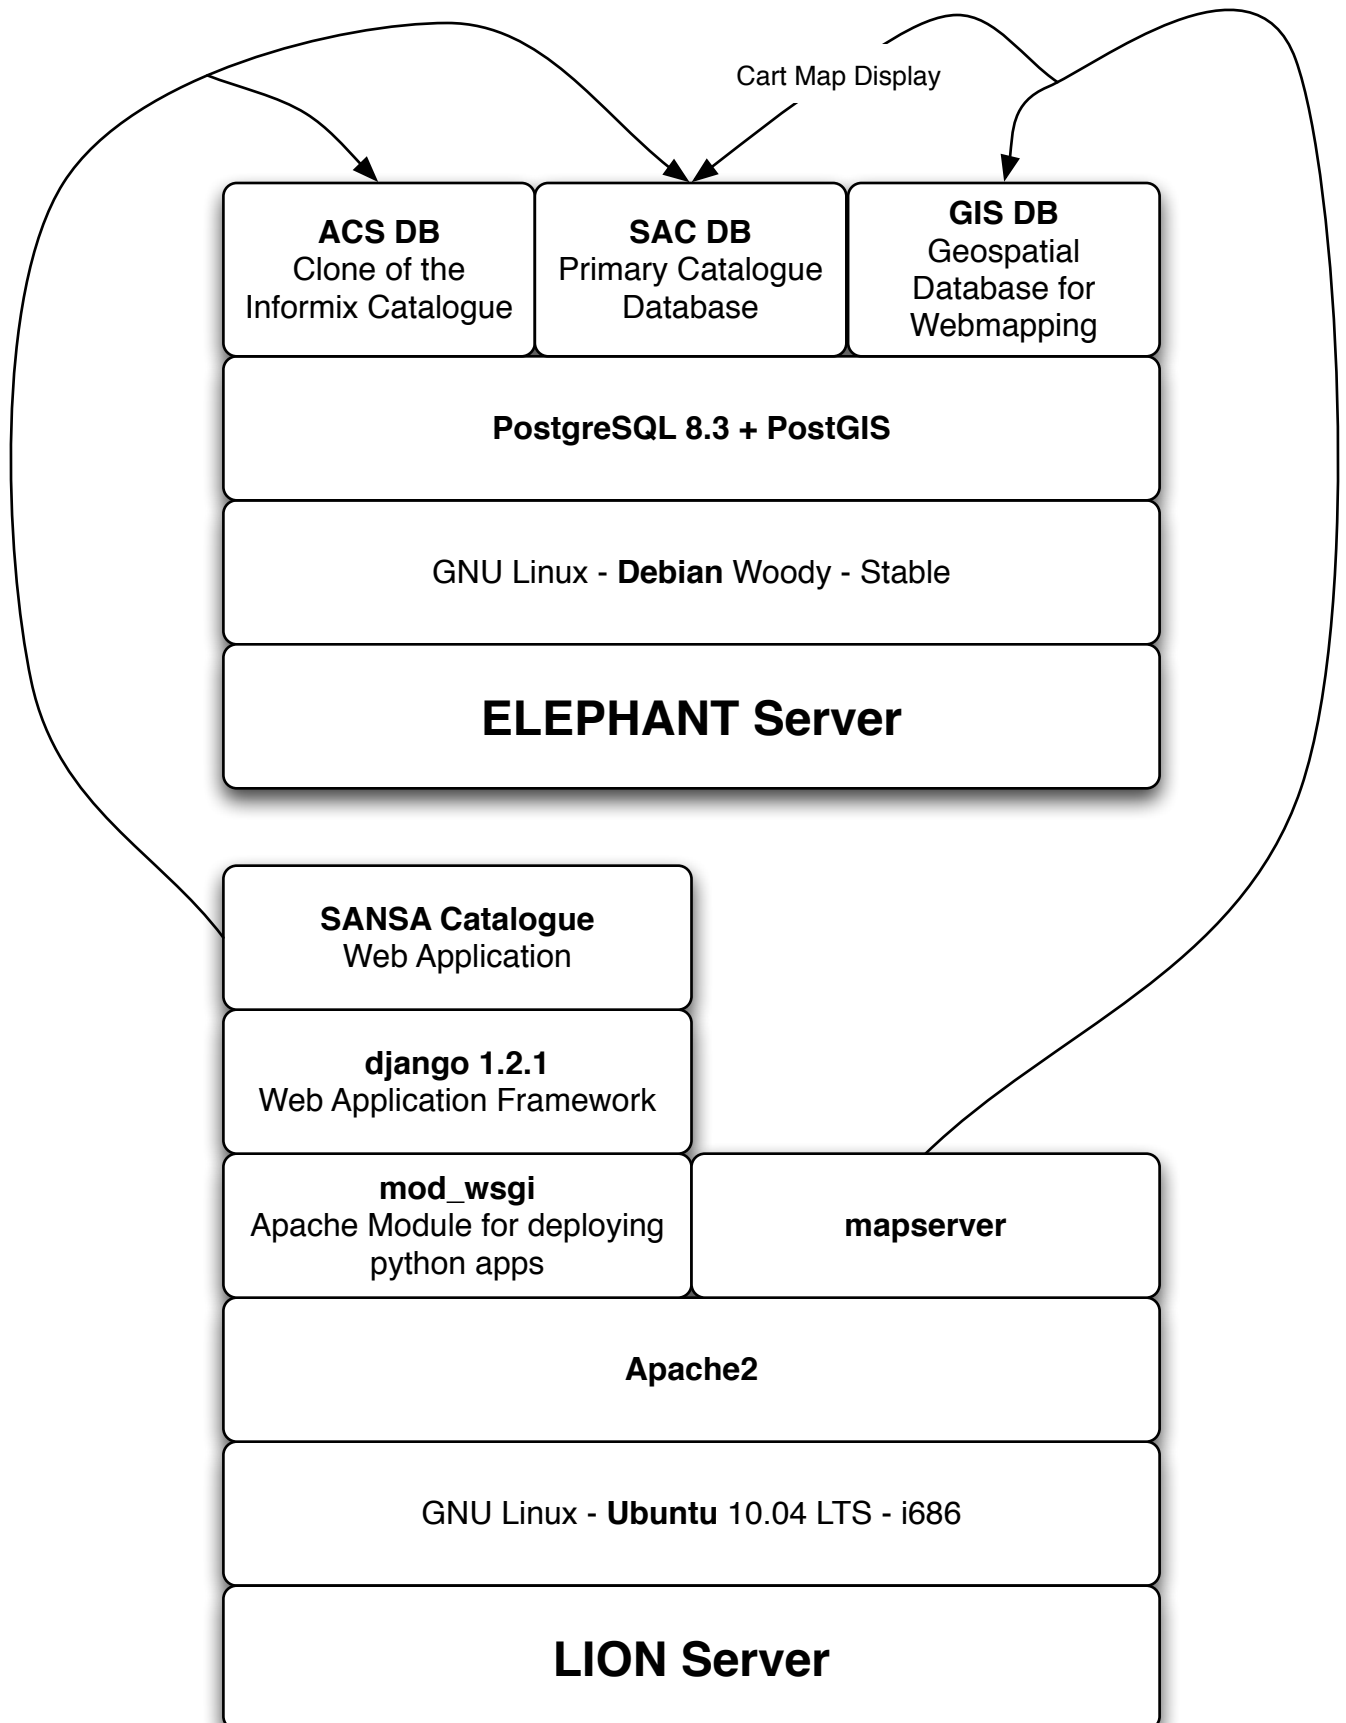 Cart Map Display
ACS DB
Clone of the
Informix Catalogue
SAC DB
Primary Catalogue
Database
GIS DB
Geospatial
Database for
Webmapping
PostgreSQL 8.3 + PostGIS
GNU Linux - Debian Woody - Stable
ELEPHANT Server
SANSA Catalogue
Web Application
django 1.2.1
Web Application Framework
mod_wsgi
Apache Module for deploying
python apps
mapserver
Apache2
GNU Linux - Ubuntu 10.04 LTS - i686
LION Server